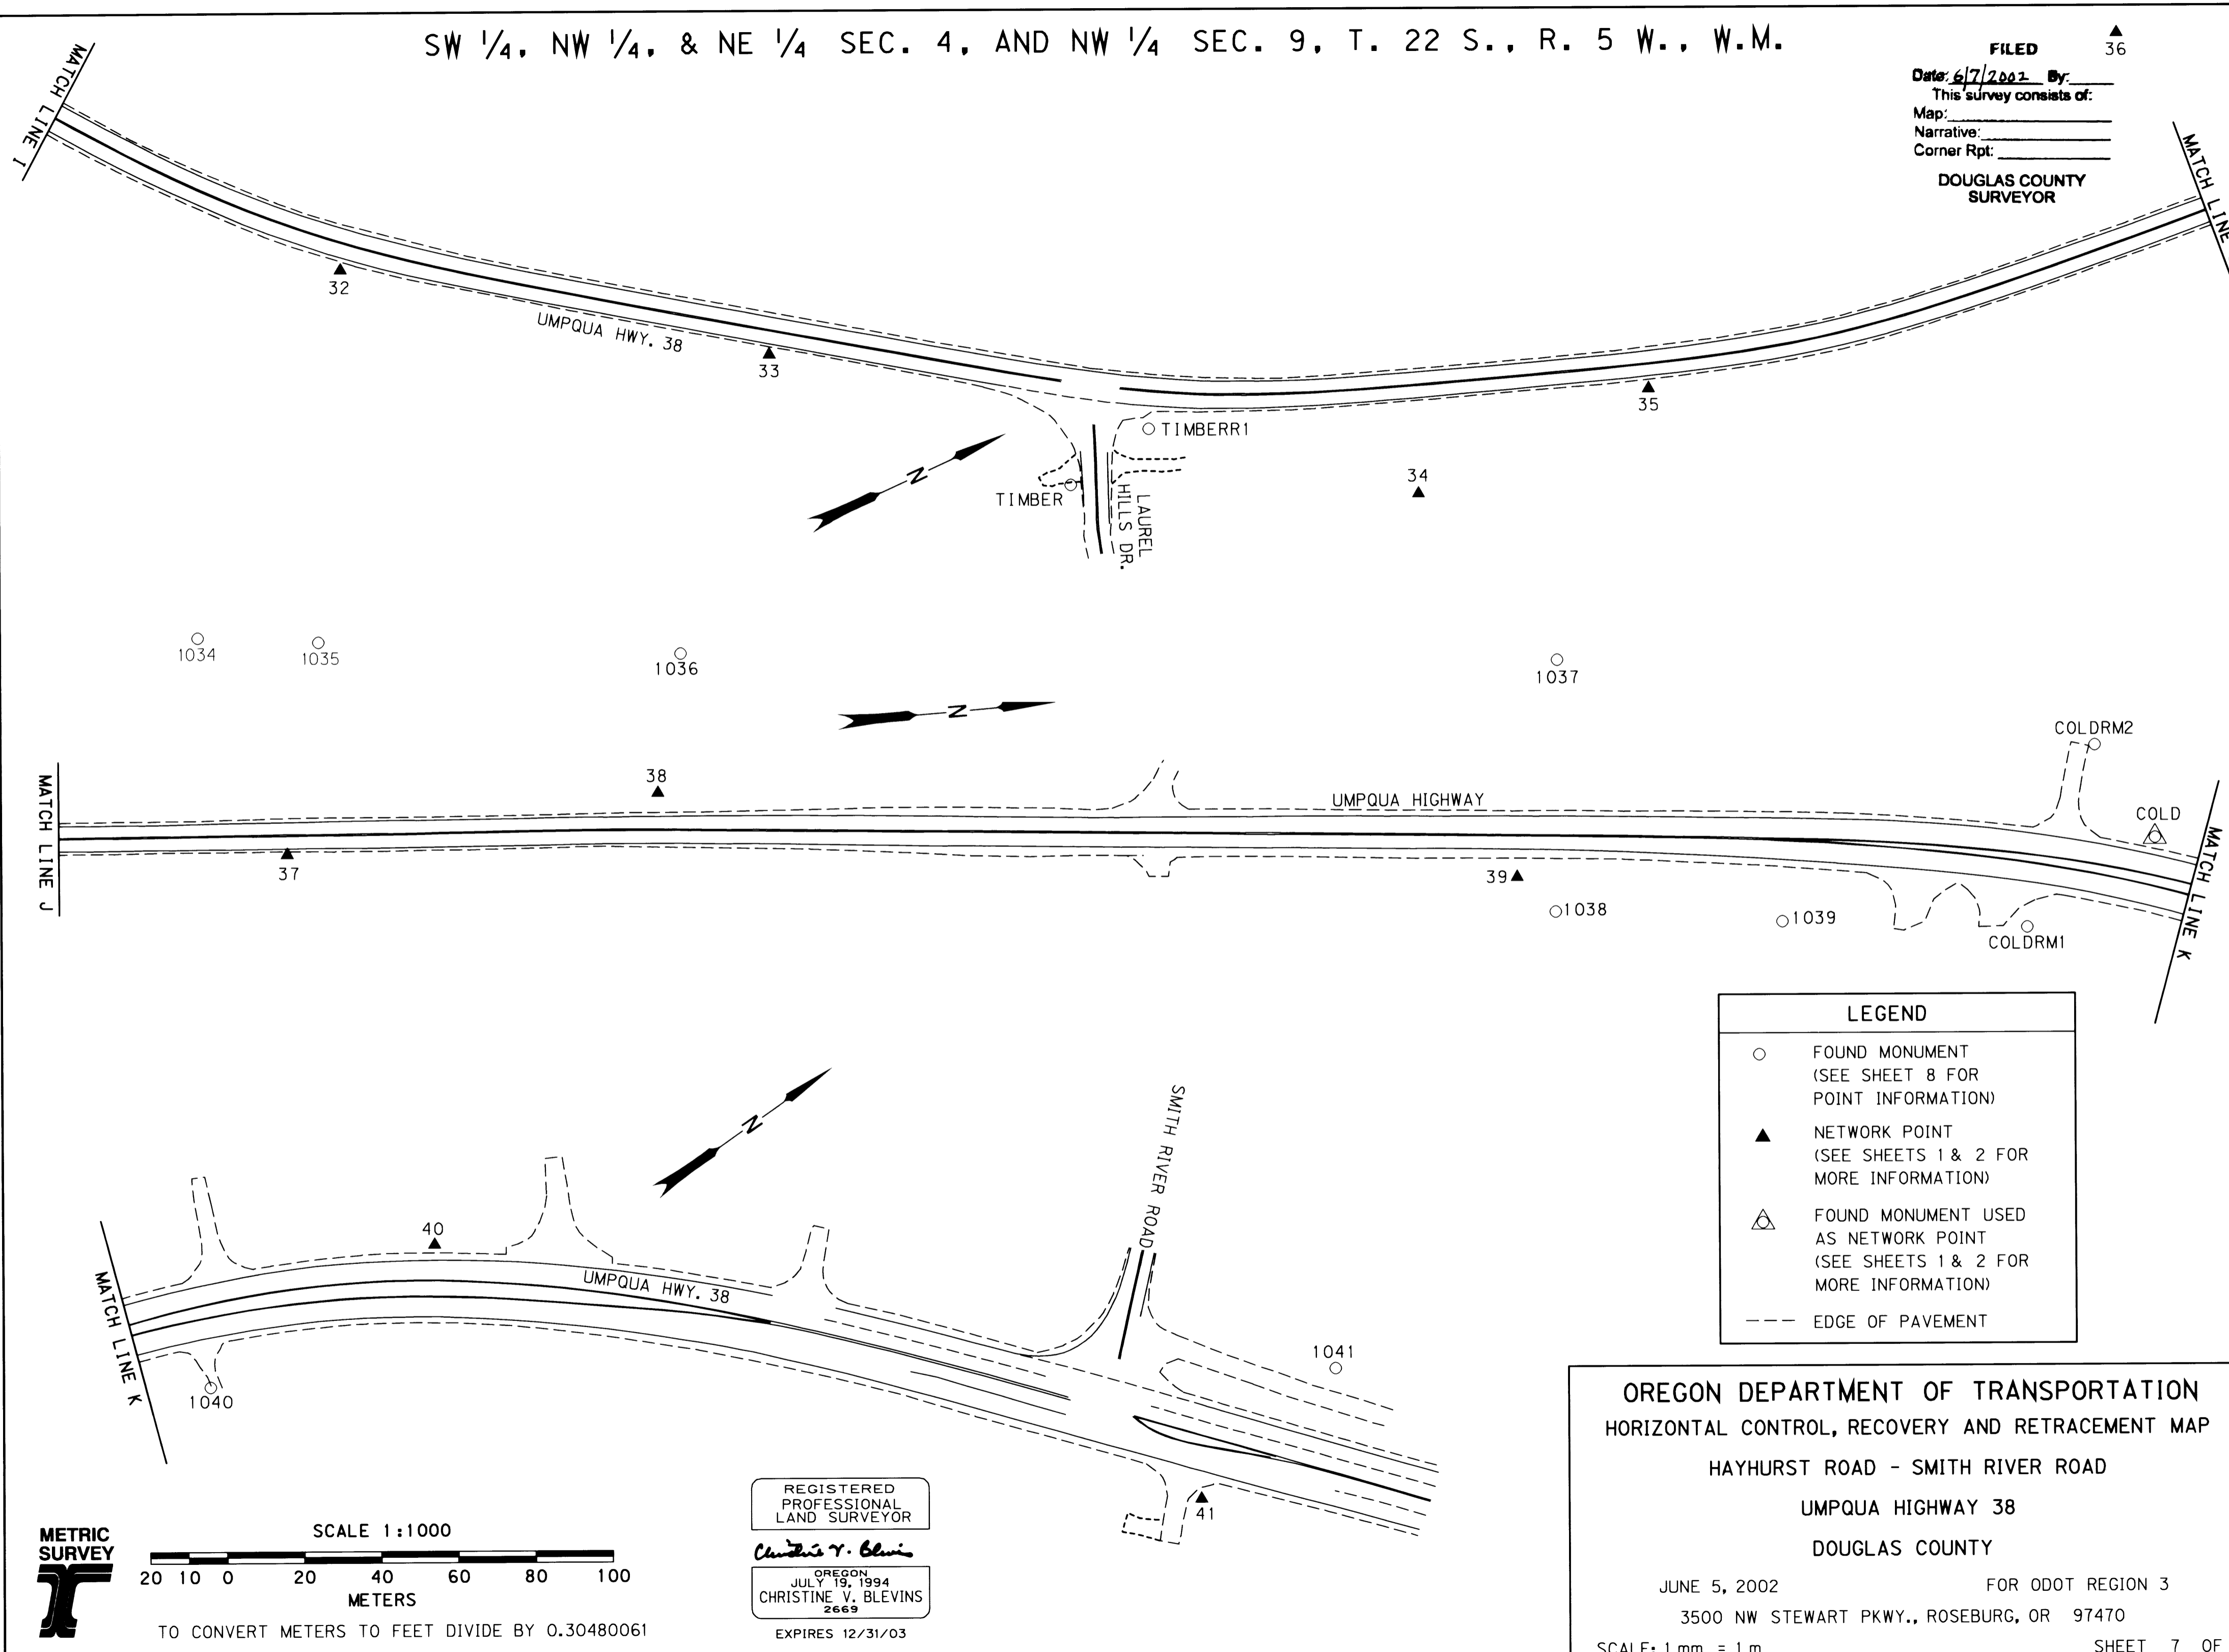 SW 1/4, NW 1/4, & NE 1/4 SEC. 4, AND NW 1/4 SEC. 9, T. 22 S., R. 5 W., W.M.
FILED
Date: 6/7/2002 By:
This survey consists of:
Map:
Narrative:
Corner Rpt:
DOUGLAS COUNTY
SURVEYOR
36
MATCH LINE I
MATCH LINE
32
UMPQUA HWY. 38
33
35
TIMBERR1
34
N
TIMBER
LAUREL
HILLS DR.
1034
1035
1036
1037
N
COLDRM2
38
UMPQUA HIGHWAY
COLD
MATCH LINE J
37
39
1038
1039
COLDRM1
MATCH LINE K
LEGEND
FOUND MONUMENT
(SEE SHEET 8 FOR
POINT INFORMATION)
NETWORK POINT
(SEE SHEETS 1 & 2 FOR
MORE INFORMATION)
FOUND MONUMENT USED
AS NETWORK POINT
(SEE SHEETS 1 & 2 FOR
MORE INFORMATION)
EDGE OF PAVEMENT
N
SMITH RIVER ROAD
40
UMPQUA HWY. 38
MATCH LINE K
1040
1041
41
OREGON DEPARTMENT OF TRANSPORTATION
HORIZONTAL CONTROL, RECOVERY AND RETRACEMENT MAP
HAYHURST ROAD - SMITH RIVER ROAD
UMPQUA HIGHWAY 38
DOUGLAS COUNTY
JUNE 5, 2002 FOR ODOT REGION 3
3500 NW STEWART PKWY., ROSEBURG, OR 97470
SCALE: 1 mm = 1 m SHEET 7 OF
METRIC
SURVEY
SCALE 1:1000
20 10 0 20 40 60 80 100
METERS
TO CONVERT METERS TO FEET DIVIDE BY 0.30480061
REGISTERED
PROFESSIONAL
LAND SURVEYOR
Christine V. Blevins
OREGON
JULY 19, 1994
CHRISTINE V. BLEVINS
2669
EXPIRES 12/31/03